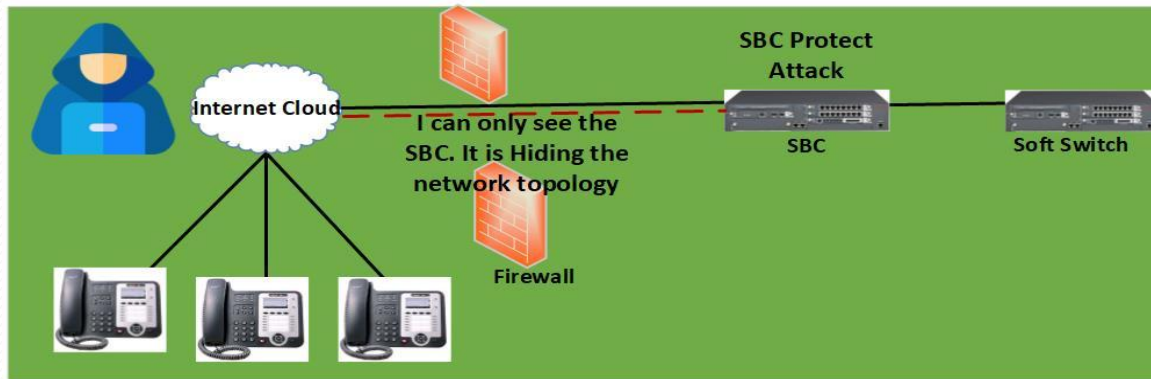 SBC Protect
Attack
Internet Cloud
I can only see the
SBC. It is Hiding the
network topology
SBC
Soft Switch
Firewall